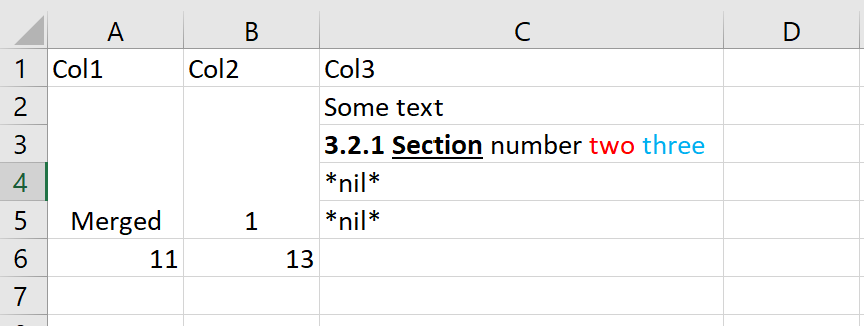 A B C D
1 Col1 Col2 Col3
2 Some text
3 3.2.1 Section number two three
4 *nil*
5 Merged 1 *nil*
6 11 13
7